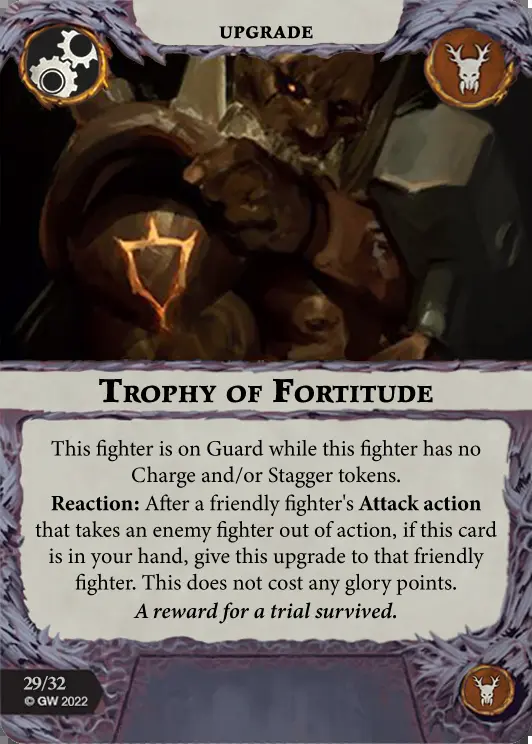 UPGRADE
Trophy of Fortitude
This fighter is on Guard while this fighter has no
Charge and/or Stagger tokens.
Reaction: After a friendly fighter's Attack action
that takes an enemy fighter out of action, if this card
is in your hand, give this upgrade to that friendly
fighter. This does not cost any glory points.
A reward for a trial survived.
29/32
© GW 2022